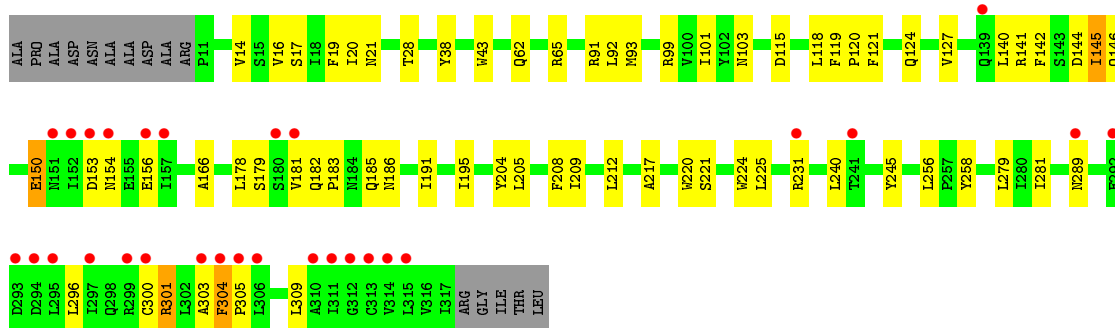 ALA PRO ASP ASN ALA ALA ASP ALA ARG P11 V14 S15 V16 S17 I18 F19 I20 N21 T28 Y38 W43 Q62 R65 R91 L92 M93 R99 V100 I101 Y102 N103 D115 L118 F119 P120 F121 Q124 V127 Q139 L140 R141 F142 S143 D144 I145 Q146
E150 N151 I152 D153 N154 E155 E156 I157 A166 L178 S179 S180 V181 Q182 P183 N184 Q185 N186 I191 I195 Y204 L205 F208 I209 L212 A217 W220 S221 W224 L225 R231 L240 T241 Y245 L256 P257 Y258 L279 I280 I281 N289
D293 D294 L295 L296 I297 Q298 R299 C300 R301 L302 A303 F304 P305 L306 L309 A310 I311 G312 C313 V314 L315 V316 I317 ARG GLY ILE THR LEU